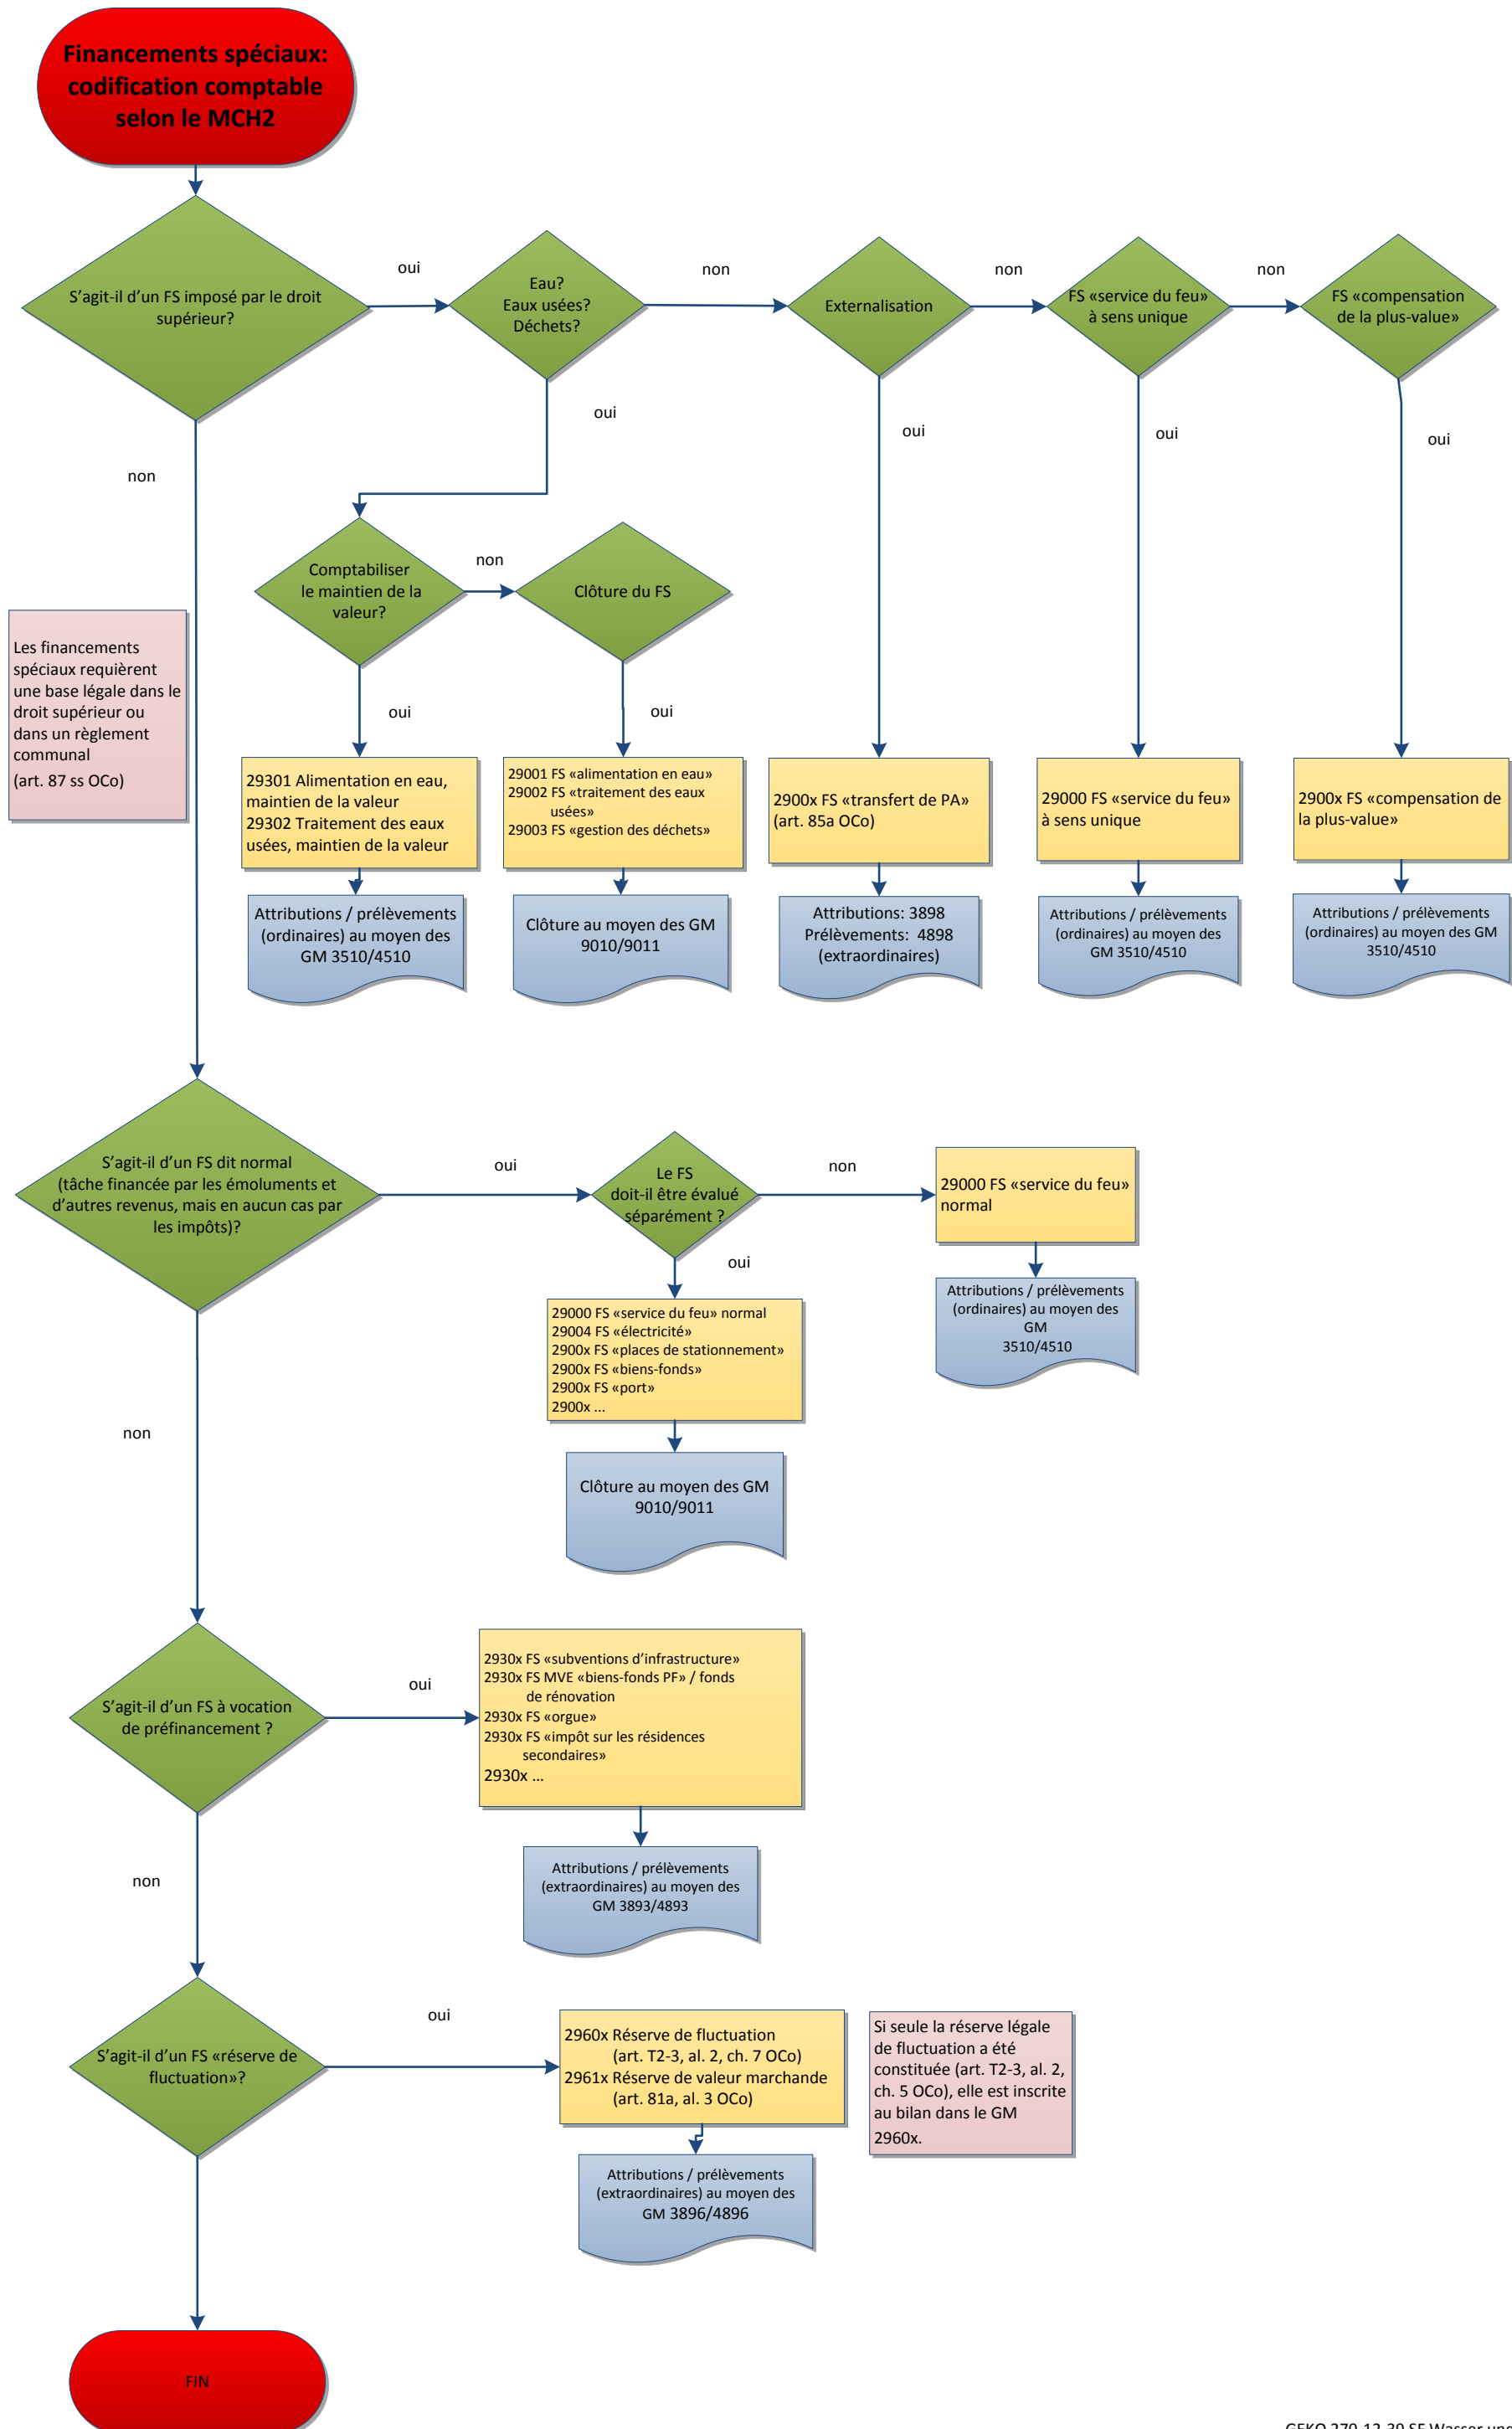 Financements spéciaux:
codification comptable
selon le MCH2
S’agit-il d’un FS imposé par le droit
supérieur?
oui
Eau?
Eaux usées?
Déchets?
non
Externalisation
non
FS «service du feu»
à sens unique
non
FS «compensation
de la plus-value»
oui
oui
oui
oui
non
Comptabiliser
le maintien de la
valeur?
non
Clôture du FS
oui
oui
Les financements
spéciaux requièrent
une base légale dans le
droit supérieur ou
dans un règlement
communal
(art. 87 ss OCo)
29301 Alimentation en eau,
maintien de la valeur
29302 Traitement des eaux
usées, maintien de la valeur
29001 FS «alimentation en eau»
29002 FS «traitement des eaux
usées»
29003 FS «gestion des déchets»
2900x FS «transfert de PA»
(art. 85a OCo)
29000 FS «service du feu»
à sens unique
2900x FS «compensation de
la plus-value»
Attributions / prélèvements
(ordinaires) au moyen des
GM 3510/4510
Clôture au moyen des GM
9010/9011
Attributions: 3898
Prélèvements: 4898
(extraordinaires)
Attributions / prélèvements
(ordinaires) au moyen des
GM 3510/4510
Attributions / prélèvements
(ordinaires) au moyen des GM
3510/4510
S’agit-il d’un FS dit normal
(tâche financée par les émoluments et
d’autres revenus, mais en aucun cas par
les impôts)?
oui
Le FS
doit-il être évalué
séparément ?
non
29000 FS «service du feu»
normal
Attributions / prélèvements
(ordinaires) au moyen des
GM
3510/4510
oui
29000 FS «service du feu» normal
29004 FS «électricité»
2900x FS «places de stationnement»
2900x FS «biens-fonds»
2900x FS «port»
2900x ...
Clôture au moyen des GM
9010/9011
non
S’agit-il d’un FS à vocation
de préfinancement ?
oui
2930x FS «subventions d’infrastructure»
2930x FS MVE «biens-fonds PF» / fonds
de rénovation
2930x FS «orgue»
2930x FS «impôt sur les résidences
secondaires»
2930x ...
Attributions / prélèvements
(extraordinaires) au moyen des
GM 3893/4893
non
S’agit-il d’un FS «réserve de
fluctuation»?
oui
2960x Réserve de fluctuation
(art. T2-3, al. 2, ch. 7 OCo)
2961x Réserve de valeur marchande
(art. 81a, al. 3 OCo)
Si seule la réserve légale
de fluctuation a été
constituée (art. T2-3, al. 2,
ch. 5 OCo), elle est inscrite
au bilan dans le GM
2960x.
Attributions / prélèvements
(extraordinaires) au moyen des
GM 3896/4896
FIN